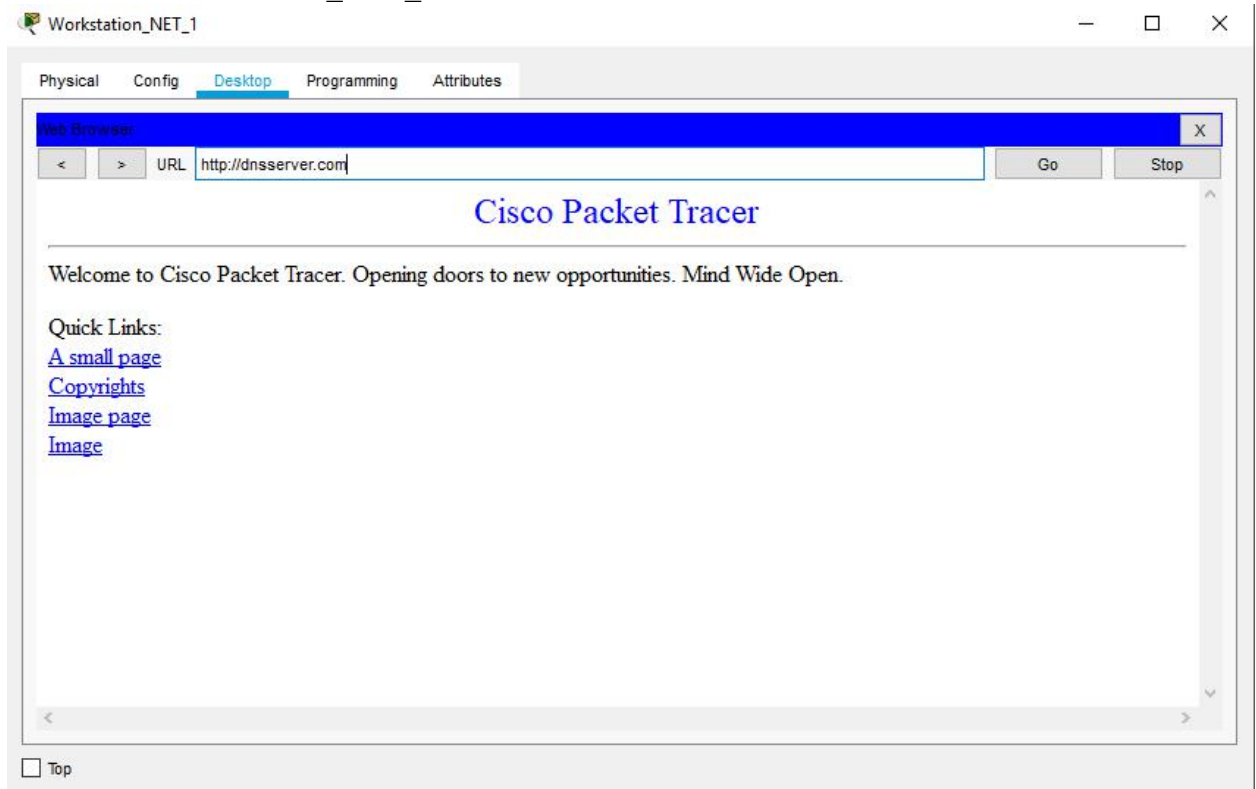 Workstation_NET_1
Physical Config Desktop Programming Attributes
Web Browser
X
< > URL http://dnsserver.com Go Stop
Cisco Packet Tracer
Welcome to Cisco Packet Tracer. Opening doors to new opportunities. Mind Wide Open.
Quick Links:
A small page
Copyrights
Image page
Image
Top